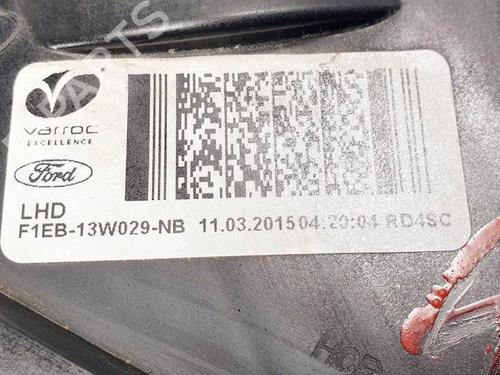 varroc
EXCELLENCE
Ford
LHD
F1EB-13W029-NB 11.03.2015 04:20:04 RD4SC